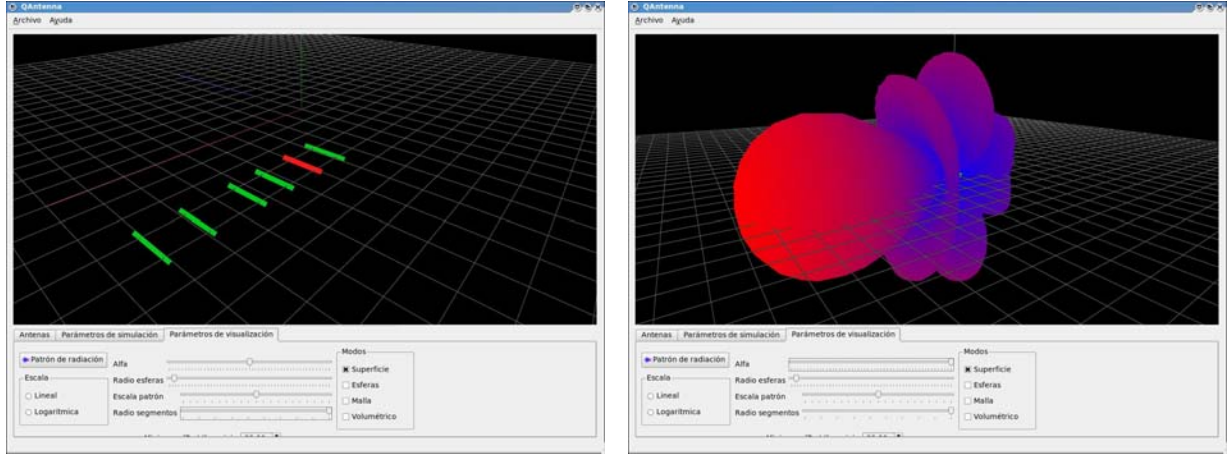 QAntenna
Archivo Ayuda
Antenas Parámetros de simulación Parámetros de visualización
Patrón de radiación
Escala
Lineal
Logarítmica
Alfa
Radio esferas
Escala patrón
Radio segmentos
Modos
Superficie
Esferas
Malla
Volumétrico
QAntenna
Archivo Ayuda
Antenas Parámetros de simulación Parámetros de visualización
Patrón de radiación
Escala
Lineal
Logarítmica
Alfa
Radio esferas
Escala patrón
Radio segmentos
Modos
Superficie
Esferas
Malla
Volumétrico